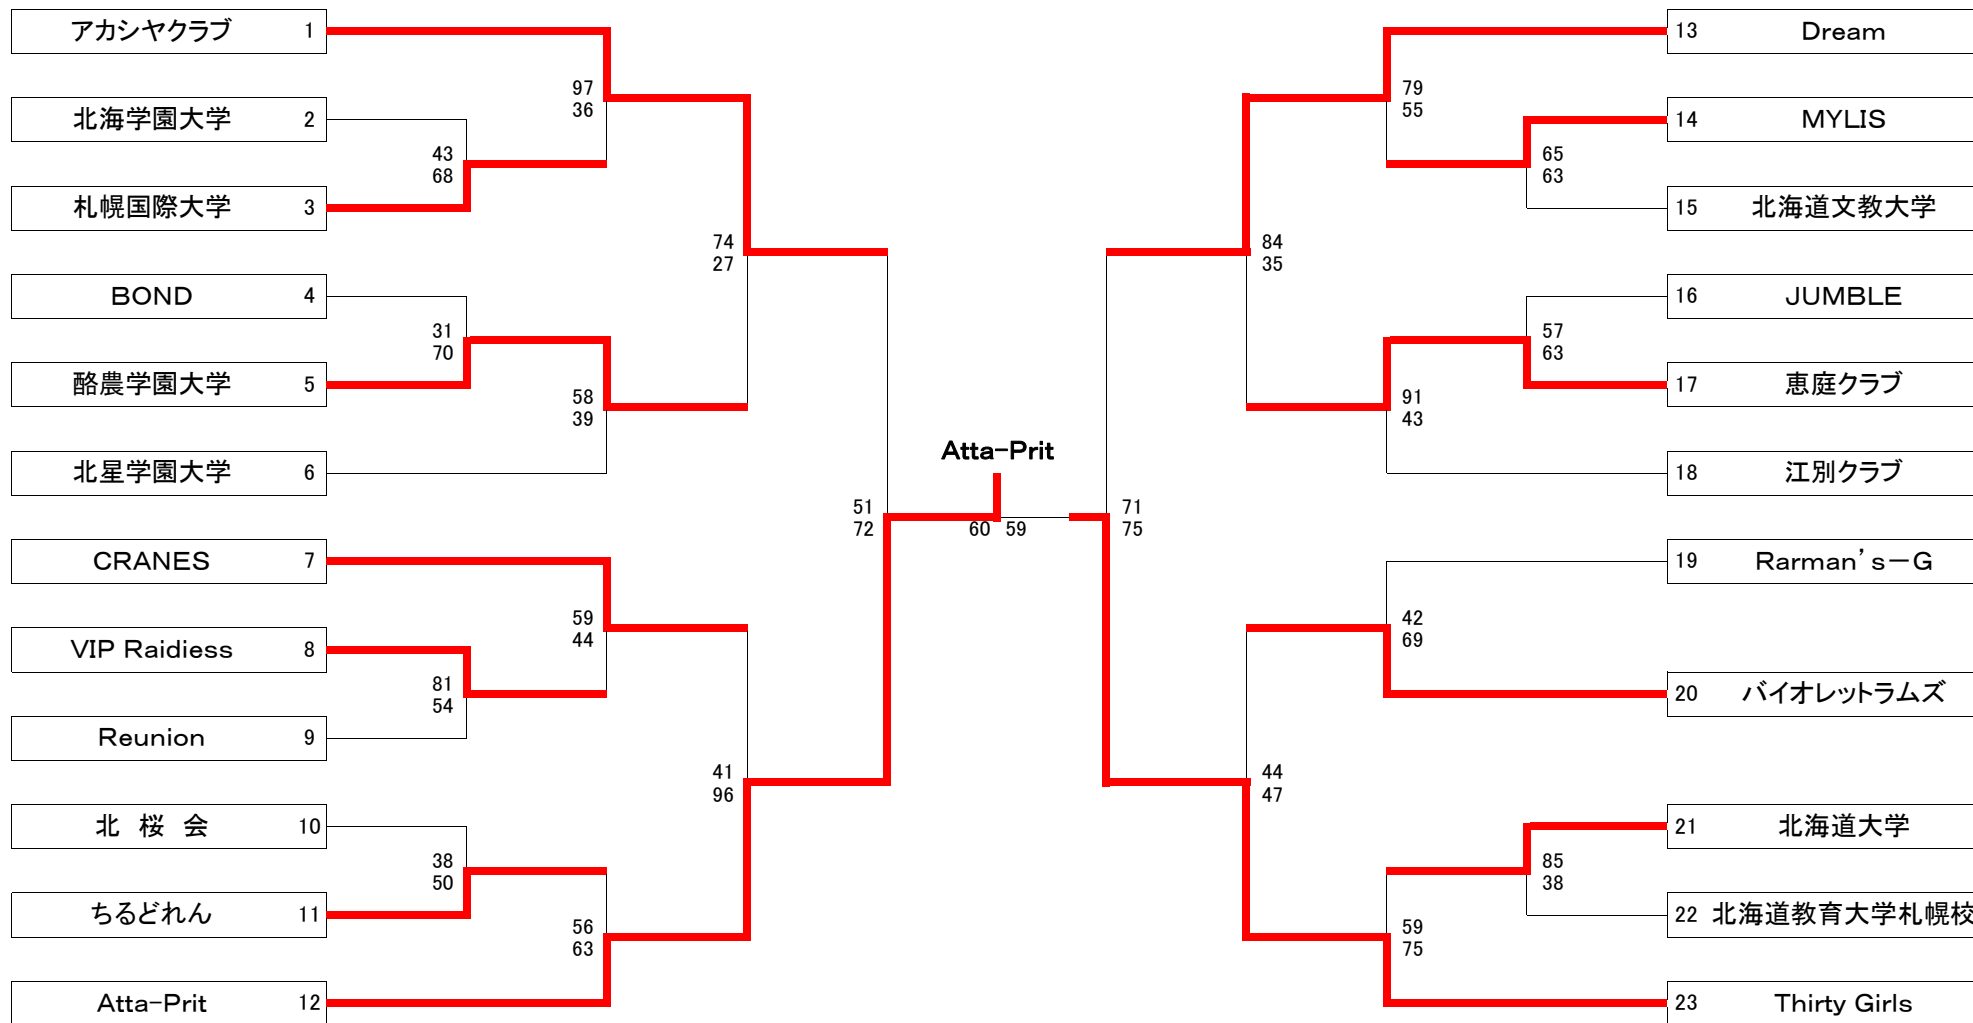 アカシヤクラブ 1
97
36
北海学園大学 2
43
68
札幌国際大学 3
74
27
BOND 4
31
70
酪農学園大学 5
58
39
北星学園大学 6
51
72
CRANES 7
59
44
VIP Raidiess 8
81
54
Reunion 9
41
96
北 桜 会 10
38
50
ちるどれん 11
56
63
Atta-Prit 12
Atta-Prit
60 59
13 Dream
79
55
14 MYLIS
65
63
15 北海道文教大学
84
35
16 JUMBLE
57
63
17 恵庭クラブ
91
43
18 江別クラブ
71
75
19 Rarman's-G
42
69
20 バイオレットラムズ
44
47
21 北海道大学
85
38
22 北海道教育大学札幌校
59
75
23 Thirty Girls